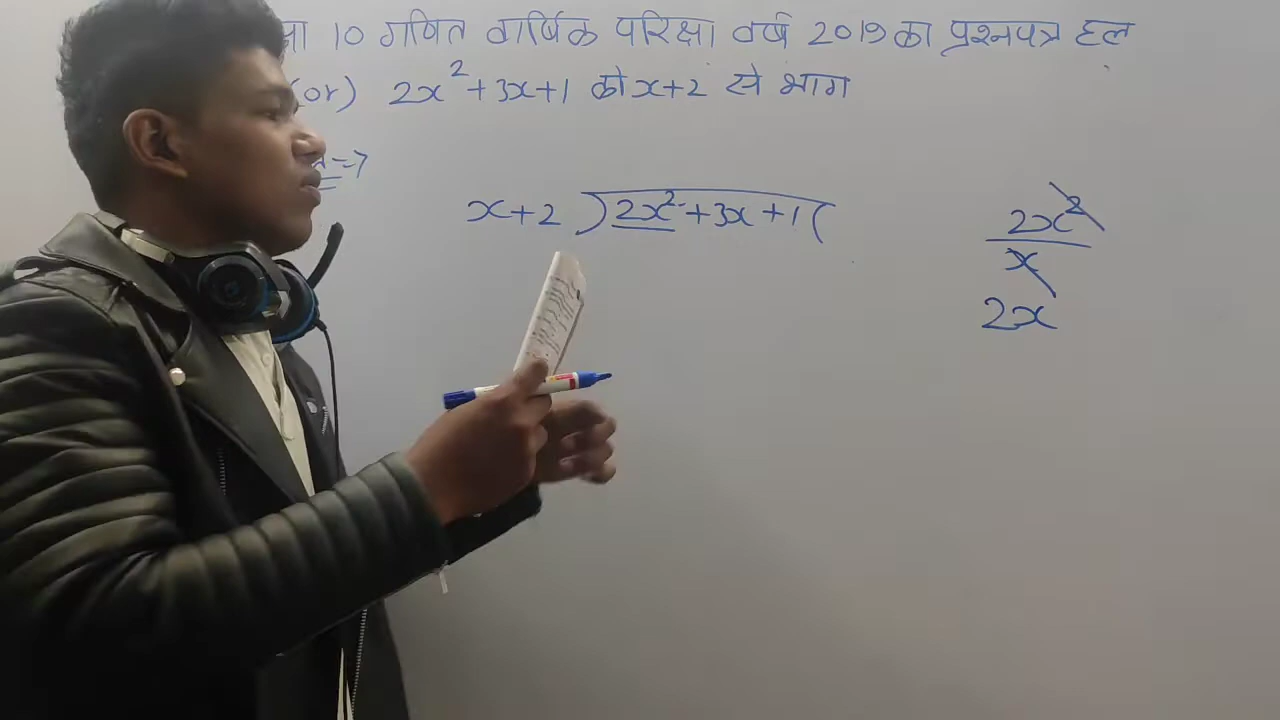 10 गणित वार्षिक परिक्षा वर्ष 2019 का प्रश्नपत्र हल
(or) 2x²+3x+1 को x+2 से भाग
x+2 ) 2x²+3x+1 (
2x²
x
2x